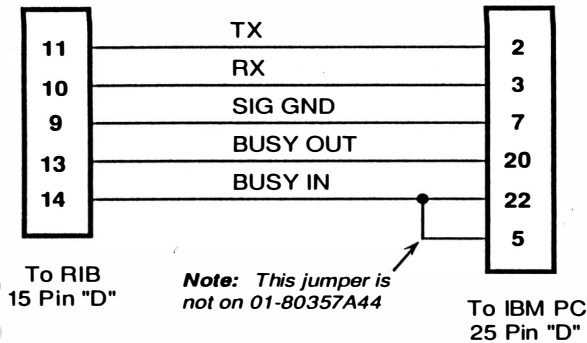 TX
11 2
RX
10 3
SIG GND
9 7
BUSY OUT
13 20
BUSY IN
14 22
5
To RIB
15 Pin "D"
Note: This jumper is
not on 01-80357A44
To IBM PC
25 Pin "D"